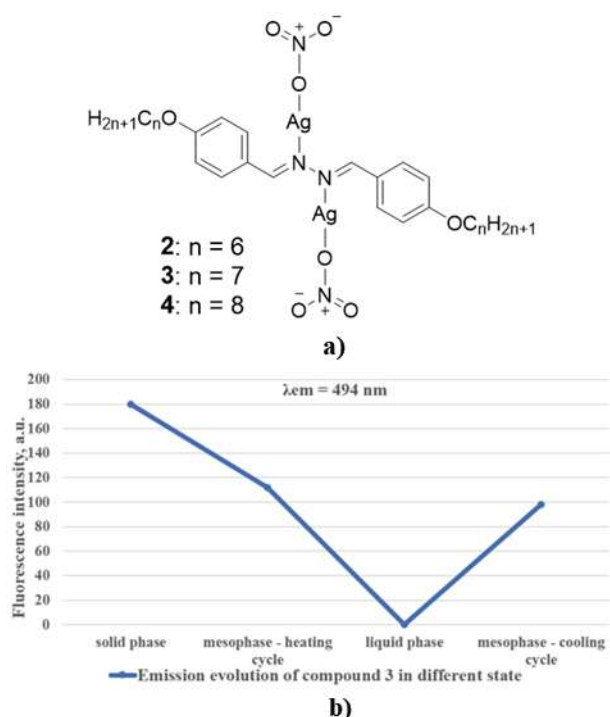 O N⁺ O⁻
O
H2n+1CnO Ag
N
N
Ag OCnH2n+1
2: n = 6 O
3: n = 7
4: n = 8 ⁻O N⁺ O
a)
200
λem = 494 nm
180
160
140
120
100
80
60
40
20
0
Fluorescence intensity, a.u.
solid phase mesophase - heating cycle liquid phase mesophase - cooling cycle
Emission evolution of compound 3 in different state
b)